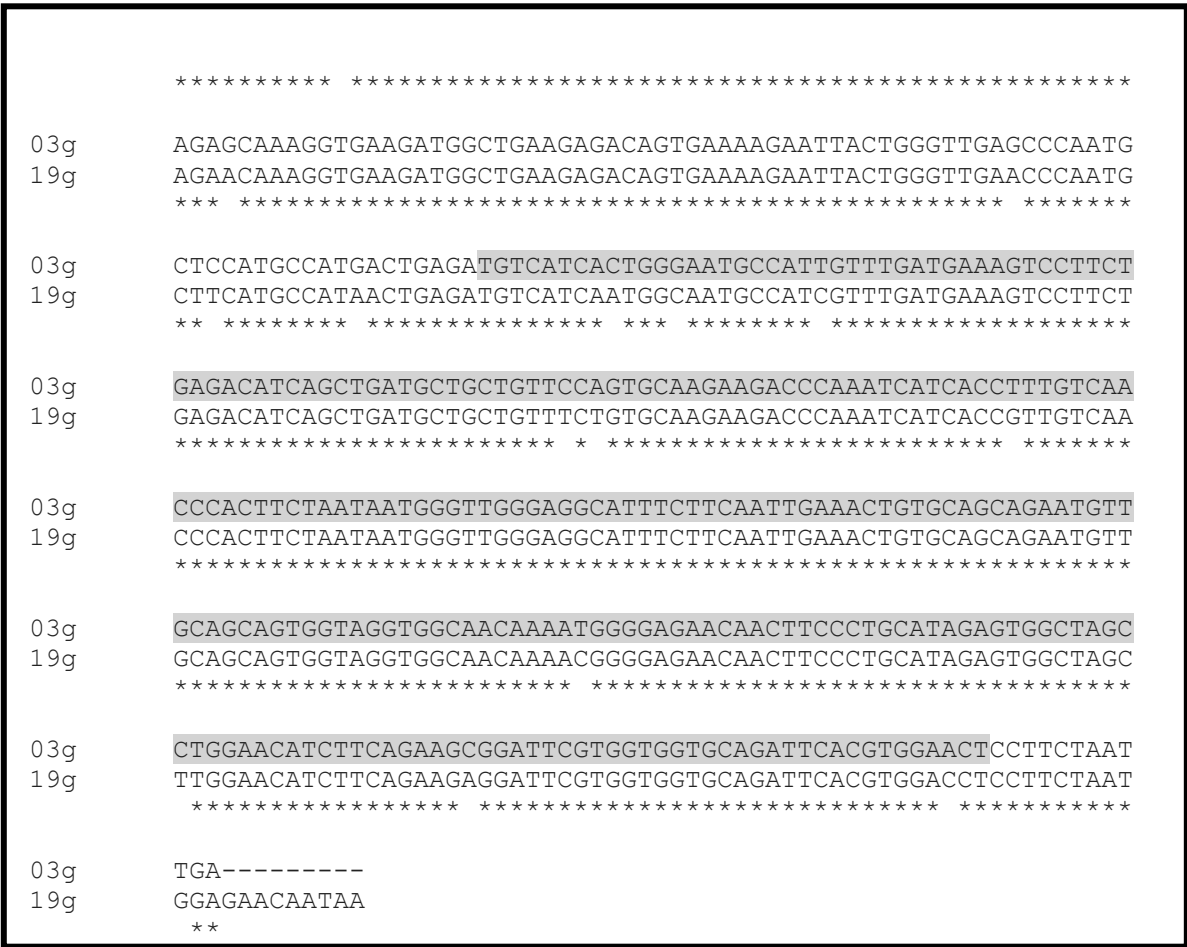 ********** *************************************************
03g AGAGCAAAGGTGAAGATGGCTGAAGAGACAGTGAAAAGAATTACTGGGTTGAGCCCAATG
19g AGAACAAAGGTGAAGATGGCTGAAGAGACAGTGAAAAGAATTACTGGGTTGAACCCAATG
*** ************************************************ *******
03g CTCCATGCCATGACTGAGATGTCATCACTGGGAATGCCATTGTTTGATGAAAGTCCTTCT
19g CTTCATGCCATAACTGAGATGTCATCAATGGCAATGCCATCGTTTGATGAAAGTCCTTCT
** ******** *************** *** ******** *******************
03g GAGACATCAGCTGATGCTGCTGTTCCAGTGCAAGAAGACCCAAATCATCACCTTTGTCAA
19g GAGACATCAGCTGATGCTGCTGTTTCTGTGCAAGAAGACCCAAATCATCACCGTTGTCAA
************************ * ************************* *******
03g CCCACTTCTAATAATGGGTTGGGAGGCATTTCTTCAATTGAAACTGTGCAGCAGAATGTT
19g CCCACTTCTAATAATGGGTTGGGAGGCATTTCTTCAATTGAAACTGTGCAGCAGAATGTT
************************************************************
03g GCAGCAGTGGTAGGTGGCAACAAAATGGGGAGAACAACTTCCCTGCATAGAGTGGCTAGC
19g GCAGCAGTGGTAGGTGGCAACAAAACGGGGAGAACAACTTCCCTGCATAGAGTGGCTAGC
************************* **********************************
03g CTGGAACATCTTCAGAAGCGGATTCGTGGTGGTGCAGATTCACGTGGAACTCCTTCTAAT
19g TTGGAACATCTTCAGAAGAGGATTCGTGGTGGTGCAGATTCACGTGGACCTCCTTCTAAT
***************** ***************************** ***********
03g TGA---------
19g GGAGAACAATAA
**